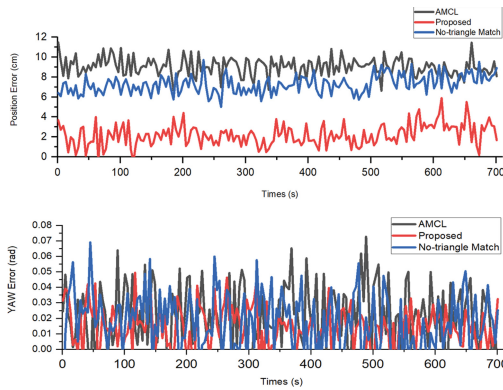 AMCL
Proposed
No-triangle Match
Position Error (cm)
12
10
8
6
4
2
0
0 100 200 300 400 500 600 700
Times (s)
AMCL
Proposed
No-triangle Match
YAW Error (rad)
0.08
0.07
0.06
0.05
0.04
0.03
0.02
0.01
0.00
0 100 200 300 400 500 600 700
Times (s)